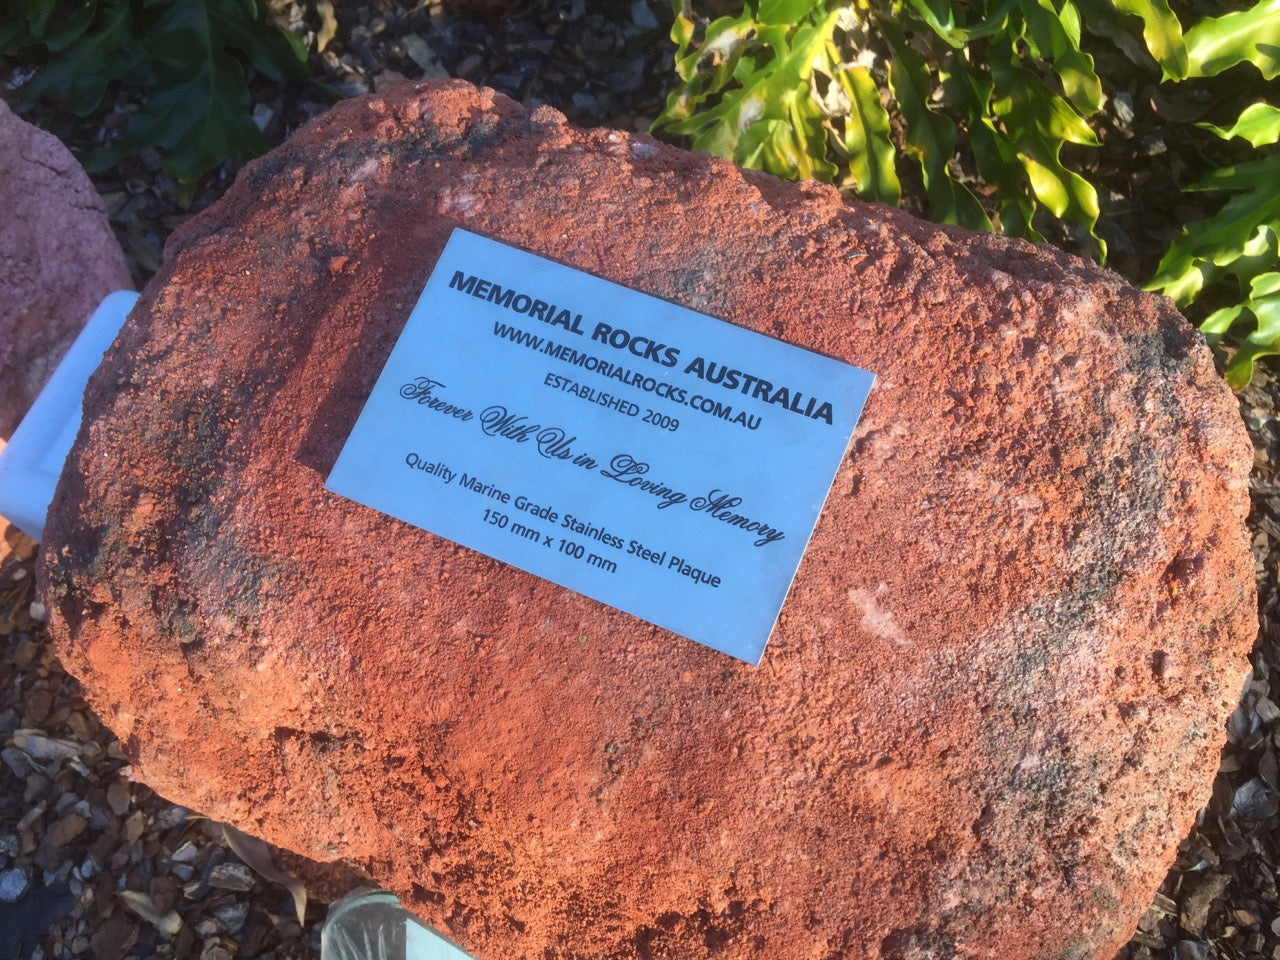 MEMORIAL ROCKS AUSTRALIA
WWW.MEMORIALROCKS.COM.AU
ESTABLISHED 2009
Forever With Us in Loving Memory
Quality Marine Grade Stainless Steel Plaque
150 mm x 100 mm